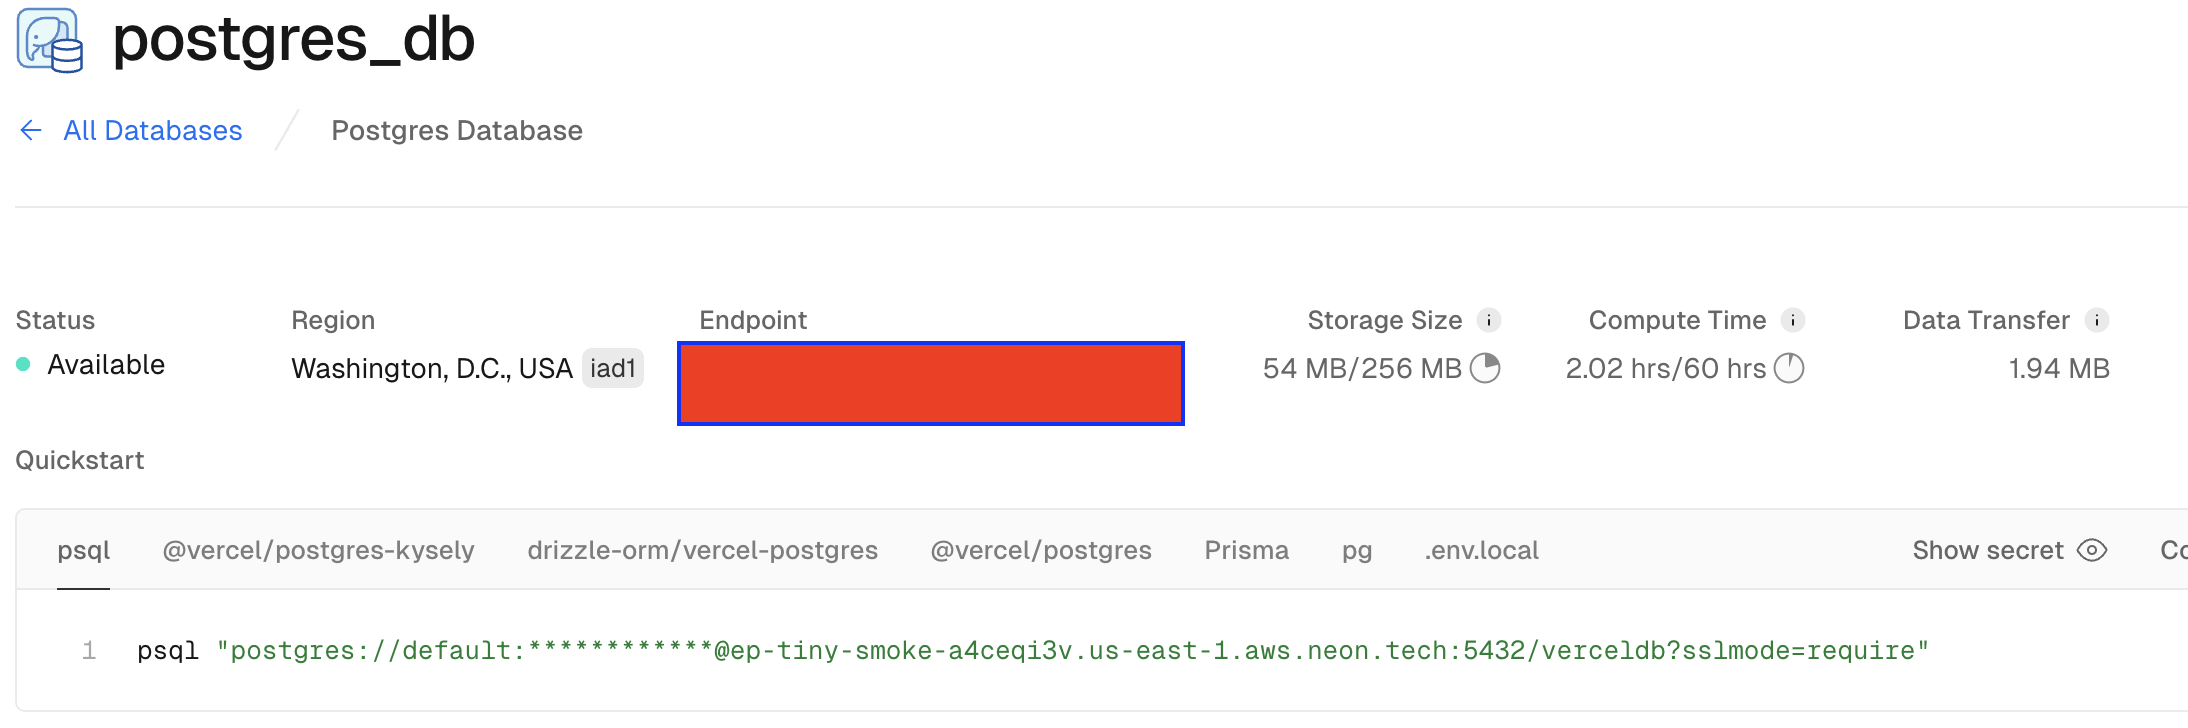 postgres_db
← All Databases / Postgres Database
Status Region Endpoint Storage Size i Compute Time i Data Transfer i
Available Washington, D.C., USA iad1 54 MB/256 MB 2.02 hrs/60 hrs 1.94 MB
Quickstart
psql @vercel/postgres-kysely drizzle-orm/vercel-postgres @vercel/postgres Prisma pg .env.local Show secret Co
1 psql "postgres://default:************@ep-tiny-smoke-a4ceqi3v.us-east-1.aws.neon.tech:5432/verceldb?sslmode=require"